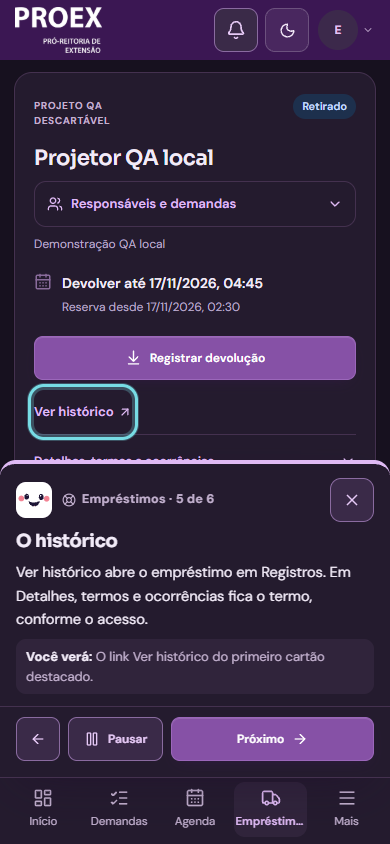 PROEX
PRÓ-REITORIA DE
EXTENSÃO
E
PROJETO QA
DESCARTÁVEL
Retirado
Projetor QA local
Responsáveis e demandas
Demonstração QA local
Devolver até 17/11/2026, 04:45
Reserva desde 17/11/2026, 02:30
Registrar devolução
Ver histórico
Detalhes, termos e ocorrências
Empréstimos · 5 de 6
O histórico
Ver histórico abre o empréstimo em Registros. Em
Detalhes, termos e ocorrências fica o termo,
conforme o acesso.
Você verá: O link Ver histórico do primeiro cartão
destacado.
Pausar
Próximo
Início
Demandas
Agenda
Empréstim...
Mais